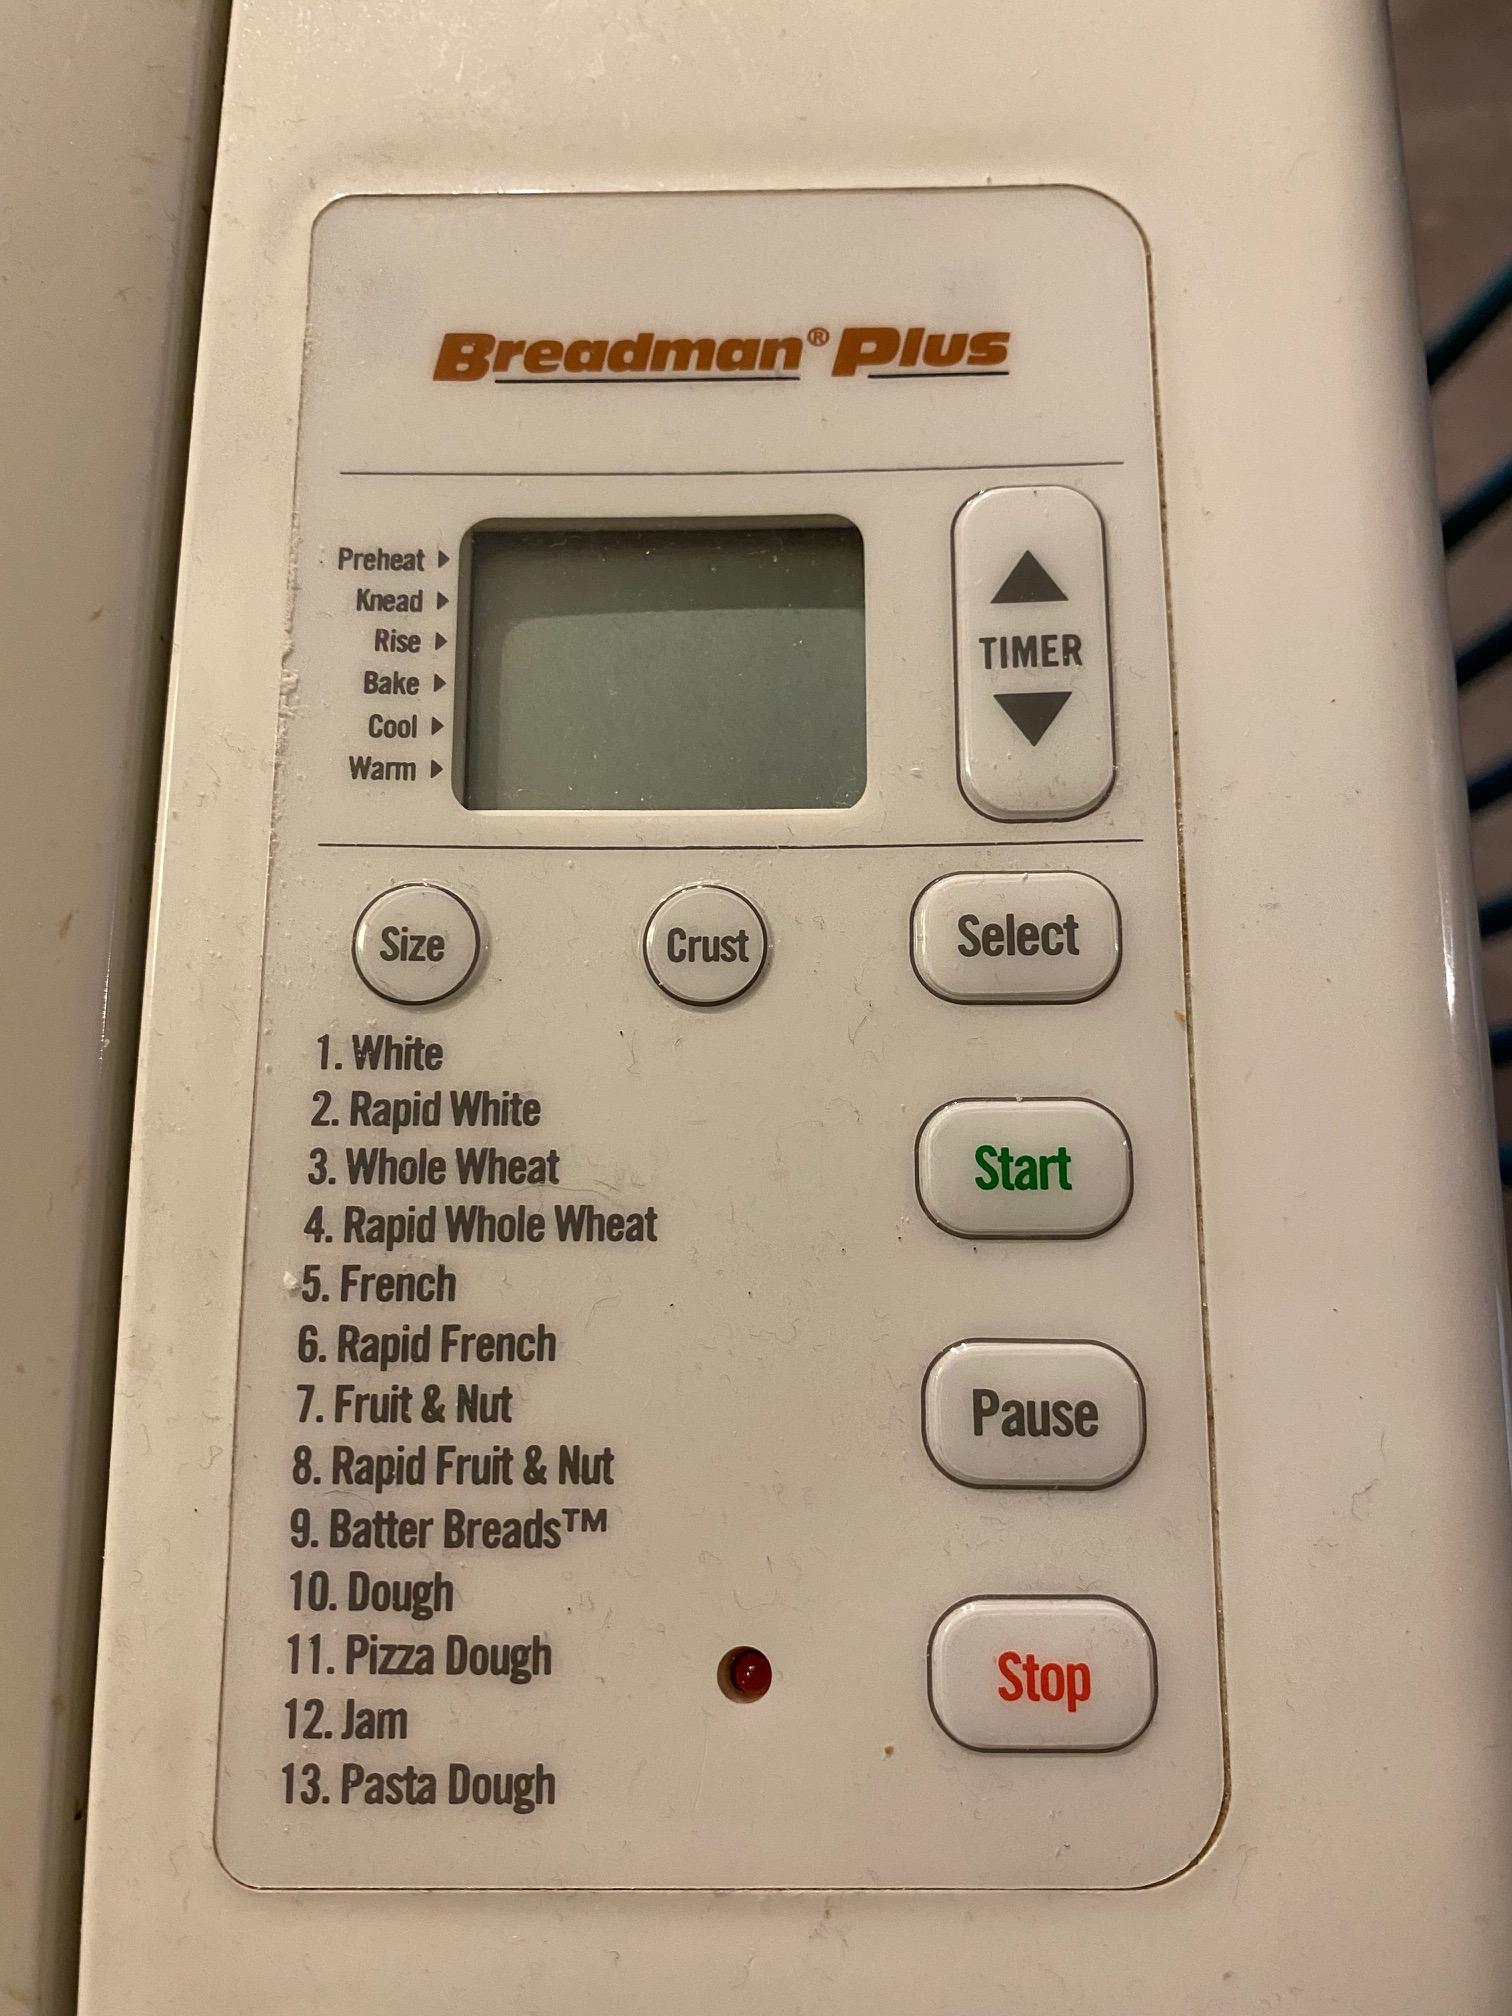 Breadman® Plus
Preheat
Knead
Rise
Bake
Cool
Warm
TIMER
Size
Crust
Select
1. White
2. Rapid White
3. Whole Wheat
4. Rapid Whole Wheat
5. French
6. Rapid French
7. Fruit & Nut
8. Rapid Fruit & Nut
9. Batter Breads™
10. Dough
11. Pizza Dough
12. Jam
13. Pasta Dough
Start
Pause
Stop